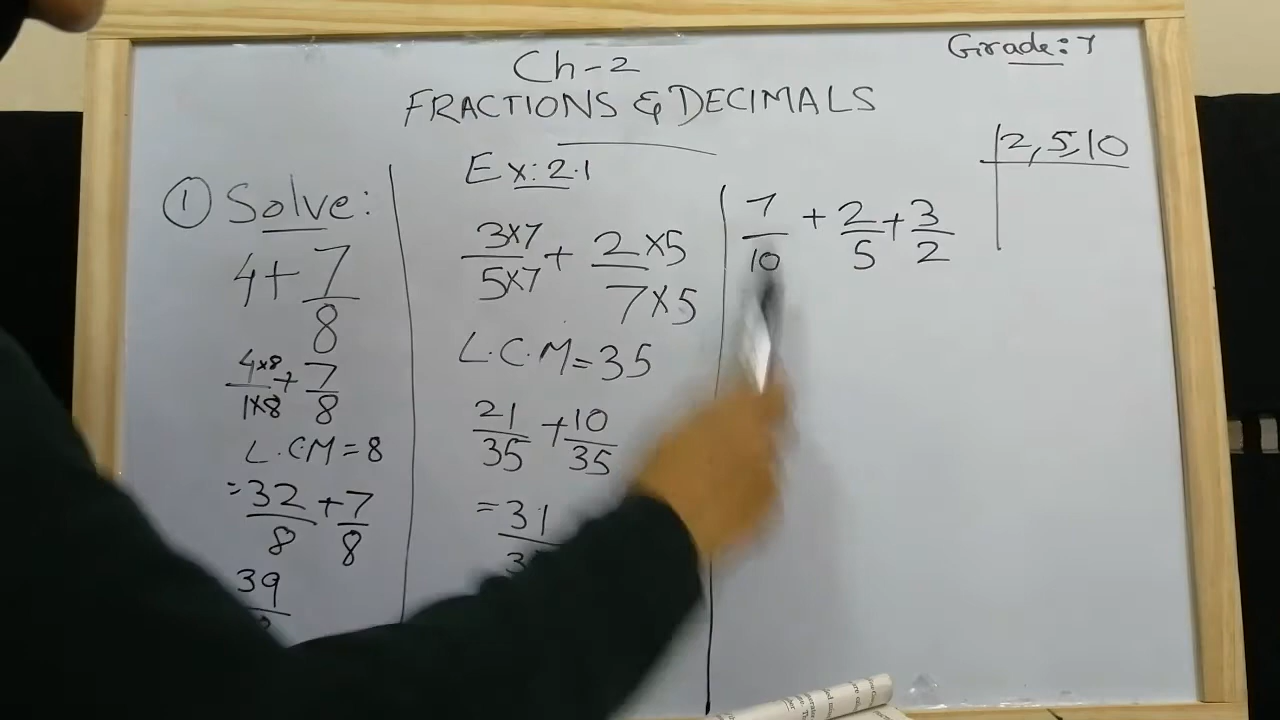 Grade: 7
Ch-2
FRACTIONS & DECIMALS
Ex: 2.1
① Solve:
4 + 7/8
4×8/1×8 + 7/8
L.CM = 8
= 32/8 + 7/8
39
3×7/5×7 + 2×5/7×5
L.C.M = 35
21/35 + 10/35
= 31
7/10 + 2/5 + 3/2
2, 5, 10